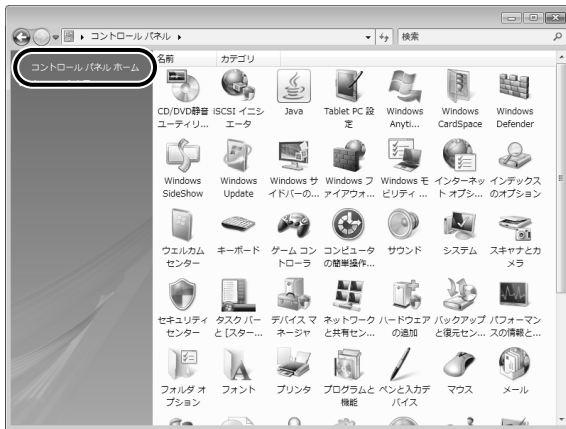 コントロール パネル
検索
コントロール パネル ホーム
名前 カテゴリ
CD/DVD静音ユーティリ...
iSCSI イニシエータ
Java
Tablet PC 設定
Windows Anyti...
Windows CardSpace
Windows Defender
Windows SideShow
Windows Update
Windows サイドバーの...
Windows ファイアウォ...
Windows モビリティ ...
インターネット オプシ...
インデックスのオプション
ウェルカム センター
キーボード
ゲーム コントローラ
コンピュータの簡単操作...
サウンド
システム
スキャナとカメラ
セキュリティ センター
タスク バーと [スター...
デバイス マネージャ
ネットワークと共有セン...
ハードウェアの追加
バックアップと復元セン...
パフォーマンスの情報と...
フォルダ オプション
フォント
プリンタ
プログラムと機能
ペンと入力デバイス
マウス
メール